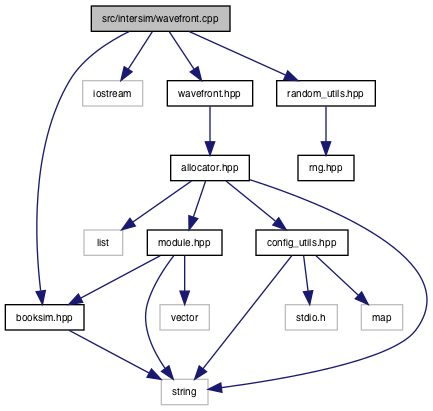 src/intersim/wavefront.cpp
iostream
wavefront.hpp
random_utils.hpp
allocator.hpp
rng.hpp
list
module.hpp
config_utils.hpp
booksim.hpp
vector
stdio.h
map
string